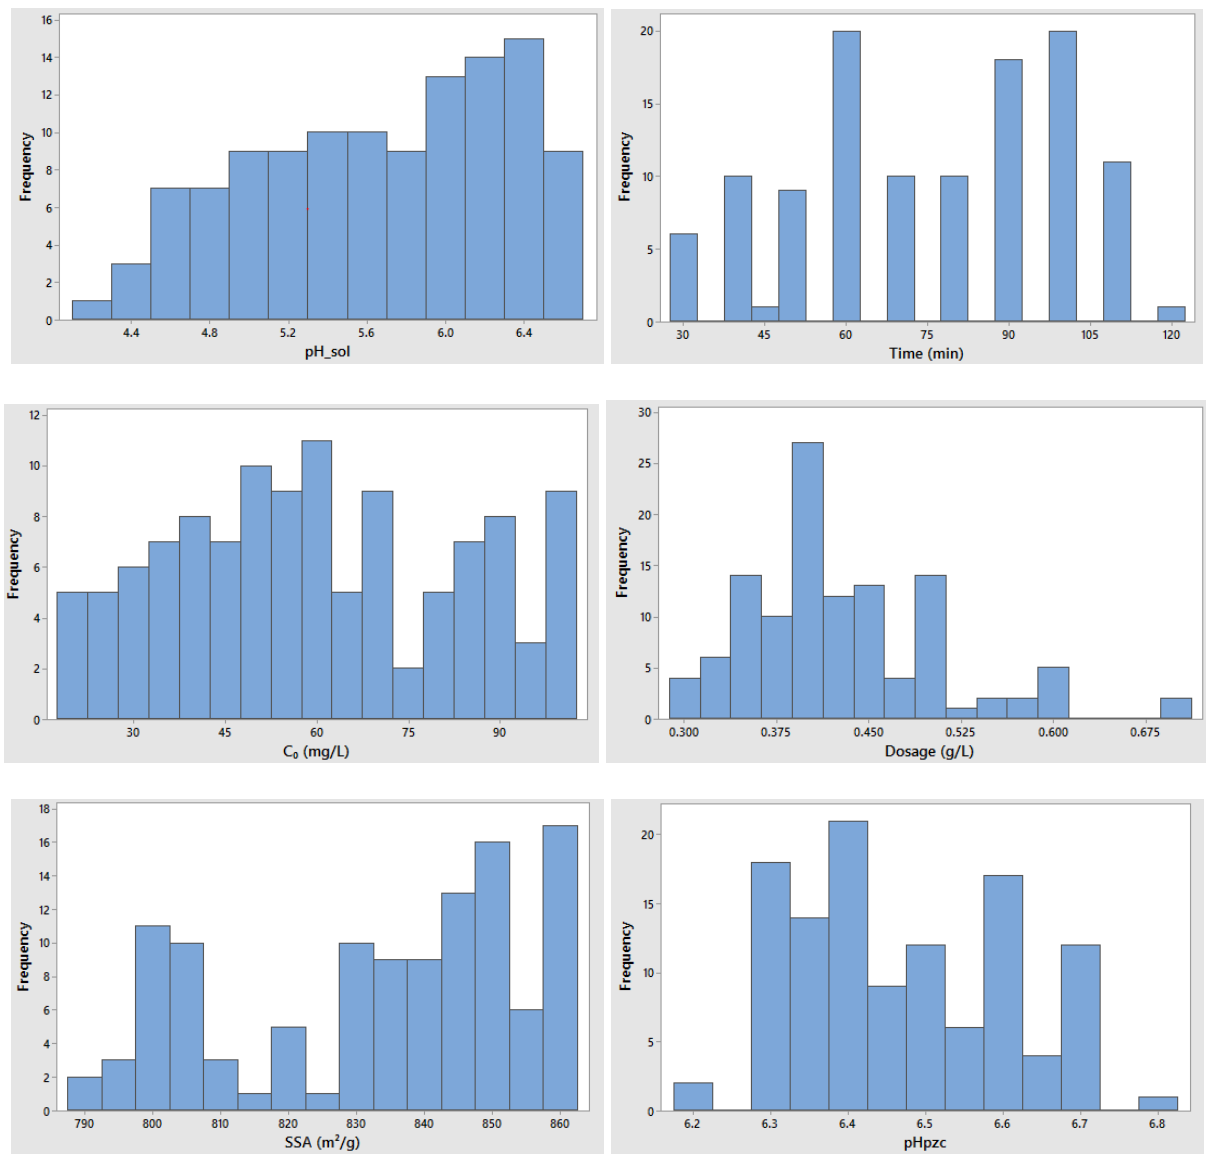 16
14
12
10
8
6
4
2
0
Frequency
4.4 4.8 5.2 5.6 6.0 6.4
pH_sol
20
15
10
5
0
Frequency
30 45 60 75 90 105 120
Time (min)
12
10
8
6
4
2
0
Frequency
30 45 60 75 90
C₀ (mg/L)
30
25
20
15
10
5
0
Frequency
0.300 0.375 0.450 0.525 0.600 0.675
Dosage (g/L)
18
16
14
12
10
8
6
4
2
0
Frequency
790 800 810 820 830 840 850 860
SSA (m²/g)
20
15
10
5
0
Frequency
6.2 6.3 6.4 6.5 6.6 6.7 6.8
pHpzc